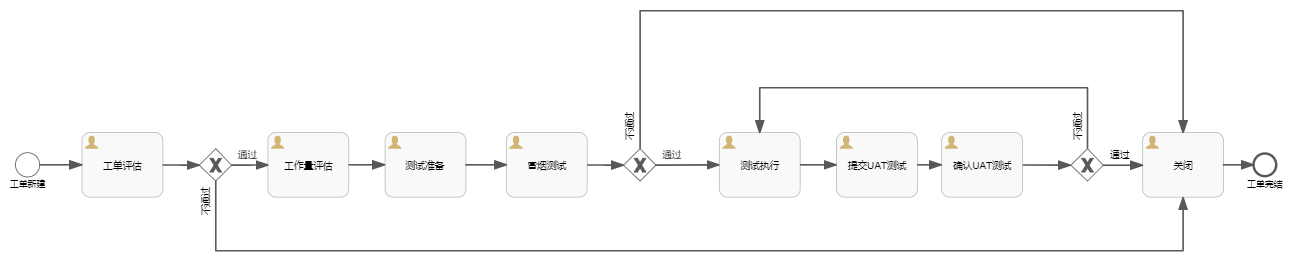 工单新建
工单评估
通过
不通过
工作量评估
测试准备
冒烟测试
不通过
通过
测试执行
提交UAT测试
确认UAT测试
不通过
通过
关闭
工单完结